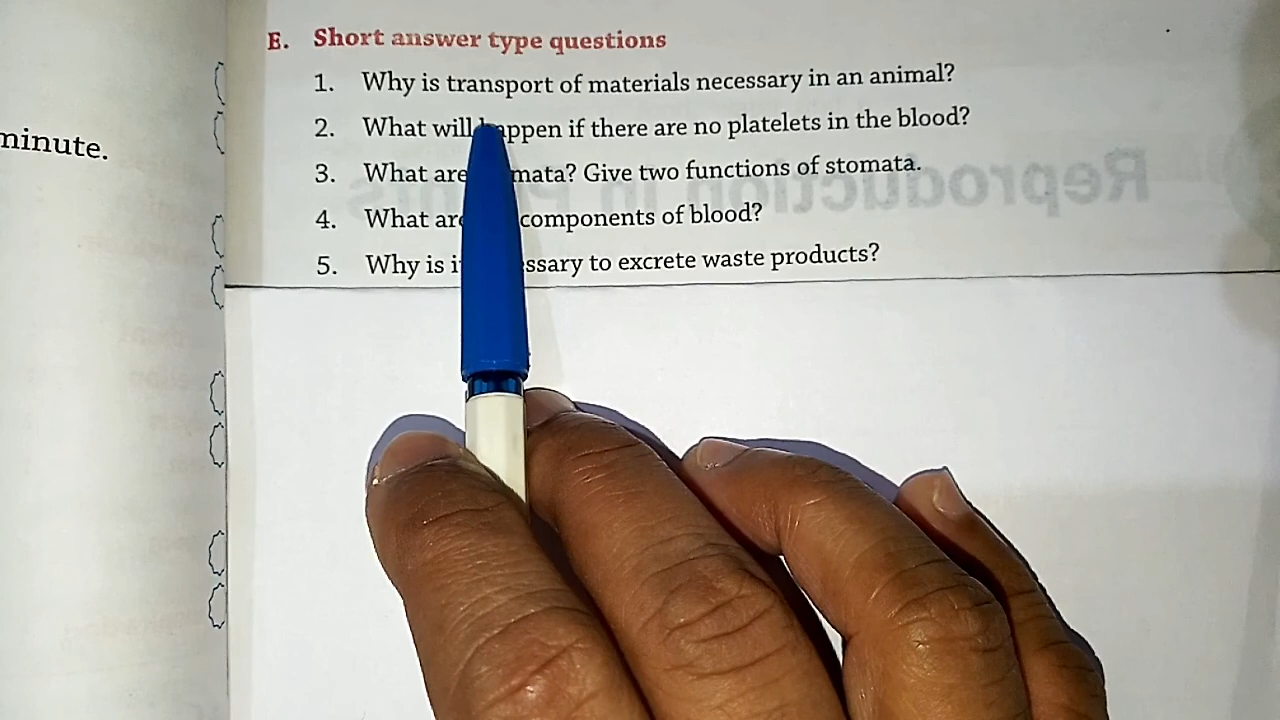 minute.
E. Short answer type questions
1. Why is transport of materials necessary in an animal?
2. What will happen if there are no platelets in the blood?
3. What are mata? Give two functions of stomata.
4. What are components of blood?
5. Why is ssary to excrete waste products?
Reproduction in